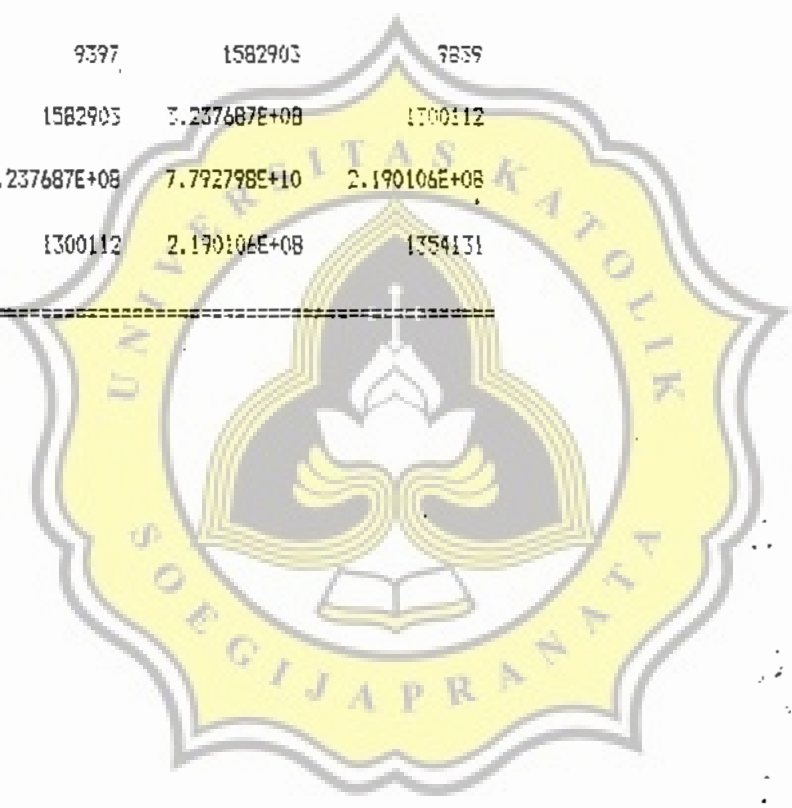 9397 1582903 9839
1582903 3.237687E+08 1300112
.237687E+08 7.792798E+10 2.190106E+08
1300112 2.190106E+08 1354131
UNIVERSITAS KATOLIK
SOEGIJAPRANATA